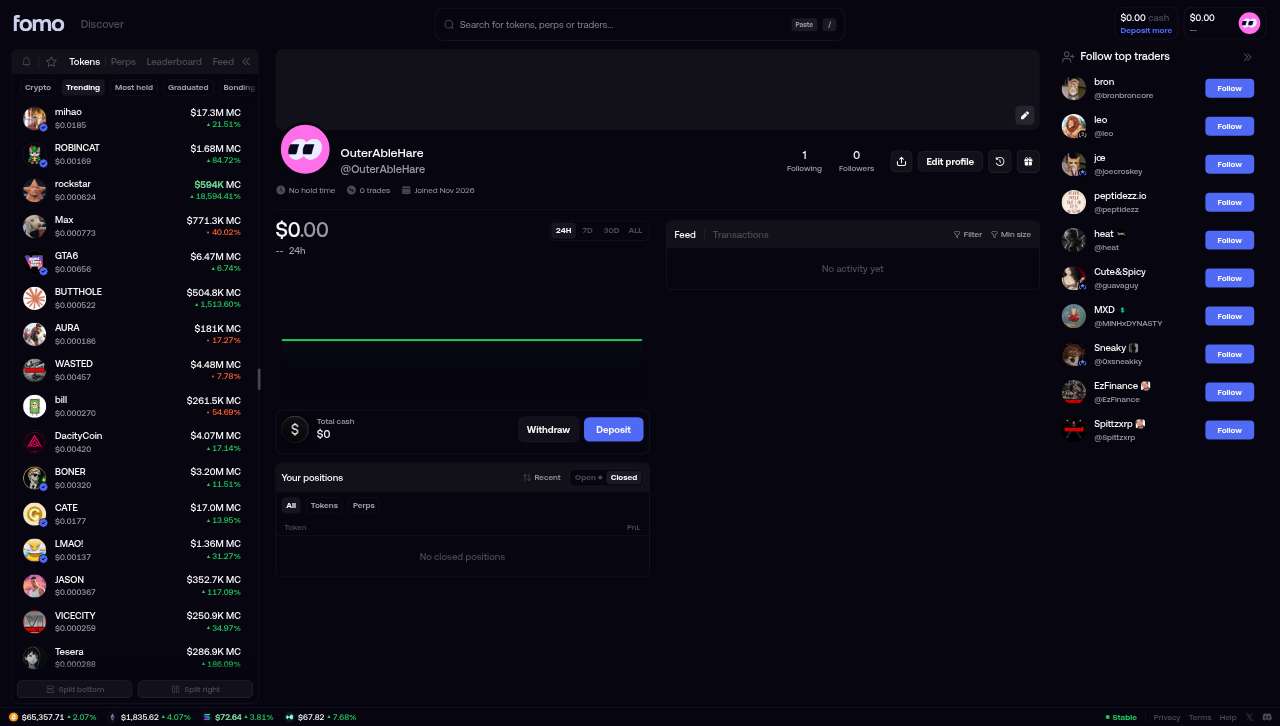 fomo
Discover
Search for tokens, perps or traders...
Paste
/
$0.00 cash
Deposit more
$0.00
--
Tokens Perps Leaderboard Feed
Crypto Trending Most held Graduated Bonding
mihao $17.3M MC
$0.0185 21.51%
ROBINCAT $1.68M MC
$0.00169 84.72%
rockstar $594K MC
$0.000624 18,594.41%
Max $771.3K MC
$0.000773 40.02%
GTA6 $6.47M MC
$0.00656 6.74%
BUTTHOLE $504.8K MC
$0.000522 1,513.60%
AURA $181K MC
$0.000186 17.27%
WASTED $4.48M MC
$0.00457 7.78%
bill $261.5K MC
$0.000270 54.69%
DacityCoin $4.07M MC
$0.00420 17.14%
BONER $3.20M MC
$0.00320 11.51%
CATE $17.0M MC
$0.0177 13.95%
LMAO! $1.36M MC
$0.00137 31.27%
JASON $352.7K MC
$0.000367 117.09%
VICECITY $250.9K MC
$0.000259 34.97%
Tesera $286.9K MC
$0.000288 186.09%
Split bottom Split right
OuterAbleHare
@OuterAbleHare
1 Following
0 Followers
Edit profile
No hold time 0 trades Joined Nov 2026
$0.00
-- 24h
24H 7D 30D ALL
Total cash
$0
Withdraw Deposit
Your positions Recent Open Closed
All Tokens Perps
Token PnL
No closed positions
Feed Transactions Filter Min size
No activity yet
Follow top traders
bron
@bronbroncore
Follow
leo
@leo
Follow
joe
@joecroskey
Follow
peptidezz.io
@peptidezz
Follow
heat
@heat
Follow
Cute&Spicy
@guavaguy
Follow
MXD
@MINHxDYNASTY
Follow
Sneaky
@0xsneakky
Follow
EzFinance
@EzFinance
Follow
Spittzxrp
@Spittzxrp
Follow
$65,357.71 2.07% $1,835.62 4.07% $72.64 3.81% $67.82 7.68%
Stable Privacy Terms Help